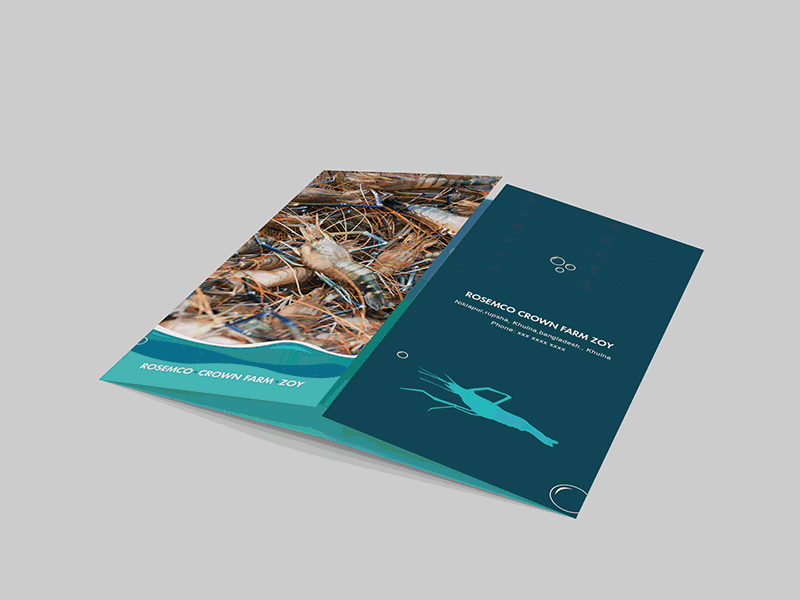 ROSEMCO CROWN FARM ZOY
ROSEMCO CROWN FARM ZOY
Niklapur,rupsha, Khulna,bangladesh., Khulna
Phone: xxx xxxx xxxx